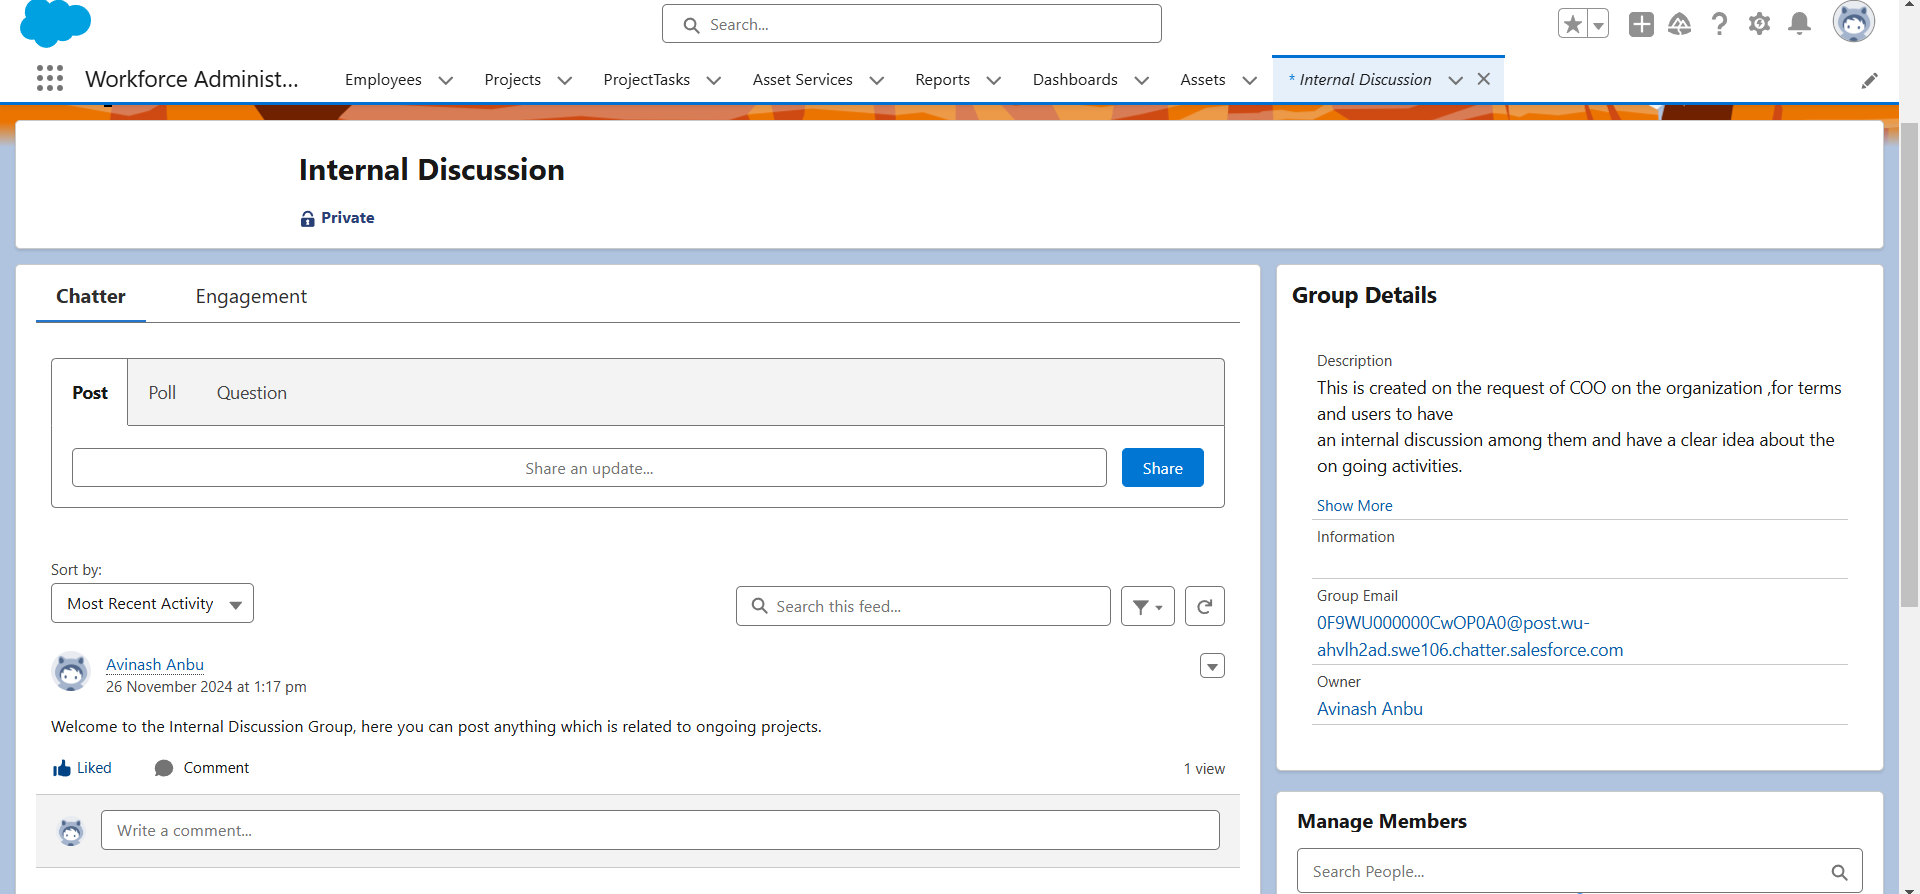 Search...
Workforce Administ...
Employees
Projects
ProjectTasks
Asset Services
Reports
Dashboards
Assets
* Internal Discussion
Internal Discussion
Private
Chatter
Engagement
Post
Poll
Question
Share an update...
Share
Sort by:
Most Recent Activity
Search this feed...
Avinash Anbu
26 November 2024 at 1:17 pm
Welcome to the Internal Discussion Group, here you can post anything which is related to ongoing projects.
Liked
Comment
1 view
Write a comment...
Group Details
Description
This is created on the request of COO on the organization ,for terms
and users to have
an internal discussion among them and have a clear idea about the
on going activities.
Show More
Information
Group Email
0F9WU000000CwOP0A0@post.wu-
ahvlh2ad.swe106.chatter.salesforce.com
Owner
Avinash Anbu
Manage Members
Search People...